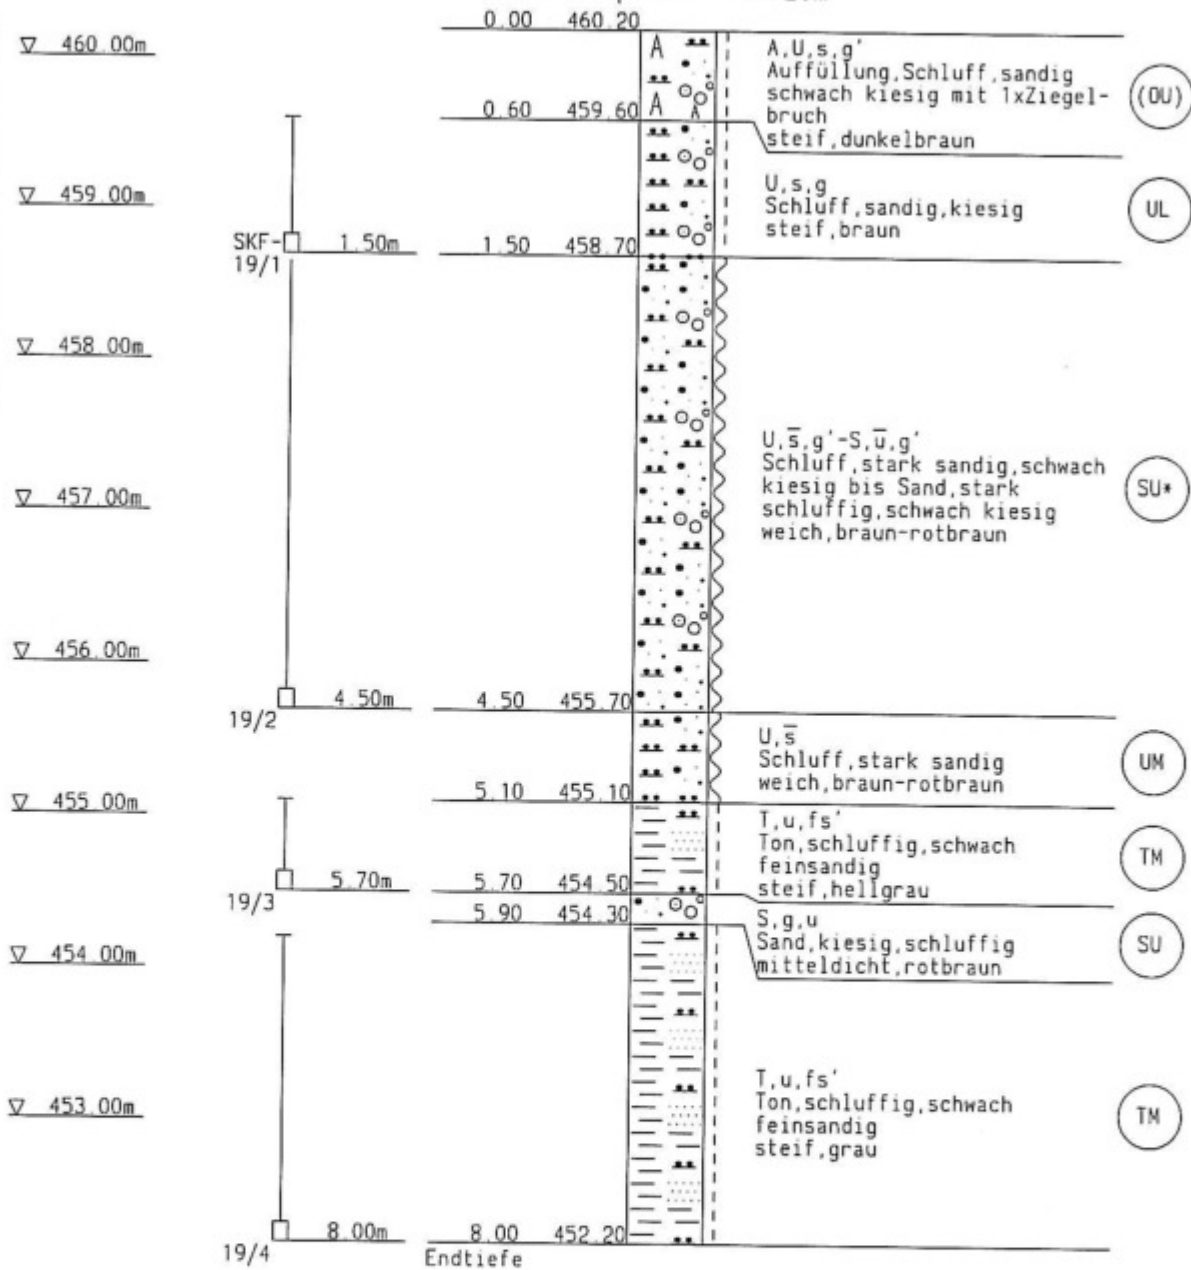 0.00 460.20
▽ 460.00m
A A A
A,U,s,g'
Auffüllung,Schluff,sandig
schwach kiesig mit 1xZiegel-
bruch
steif,dunkelbraun
(OU)
0.60 459.60
▽ 459.00m
U,s,g
Schluff,sandig,kiesig
steif,braun
UL
SKF-
19/1
1.50m
1.50 458.70
▽ 458.00m
U,s̅,g'-S,u̅,g'
Schluff,stark sandig,schwach
kiesig bis Sand,stark
schluffig,schwach kiesig
weich,braun-rotbraun
SU*
▽ 457.00m
▽ 456.00m
19/2
4.50m
4.50 455.70
U,s̅
Schluff,stark sandig
weich,braun-rotbraun
UM
▽ 455.00m
5.10 455.10
T,u,fs'
Ton,schluffig,schwach
feinsandig
steif,hellgrau
TM
19/3
5.70m
5.70 454.50
5.90 454.30
S,g,u
Sand,kiesig,schluffig
mitteldicht,rotbraun
SU
▽ 454.00m
▽ 453.00m
T,u,fs'
Ton,schluffig,schwach
feinsandig
steif,grau
TM
19/4
8.00m
8.00 452.20
Endtiefe